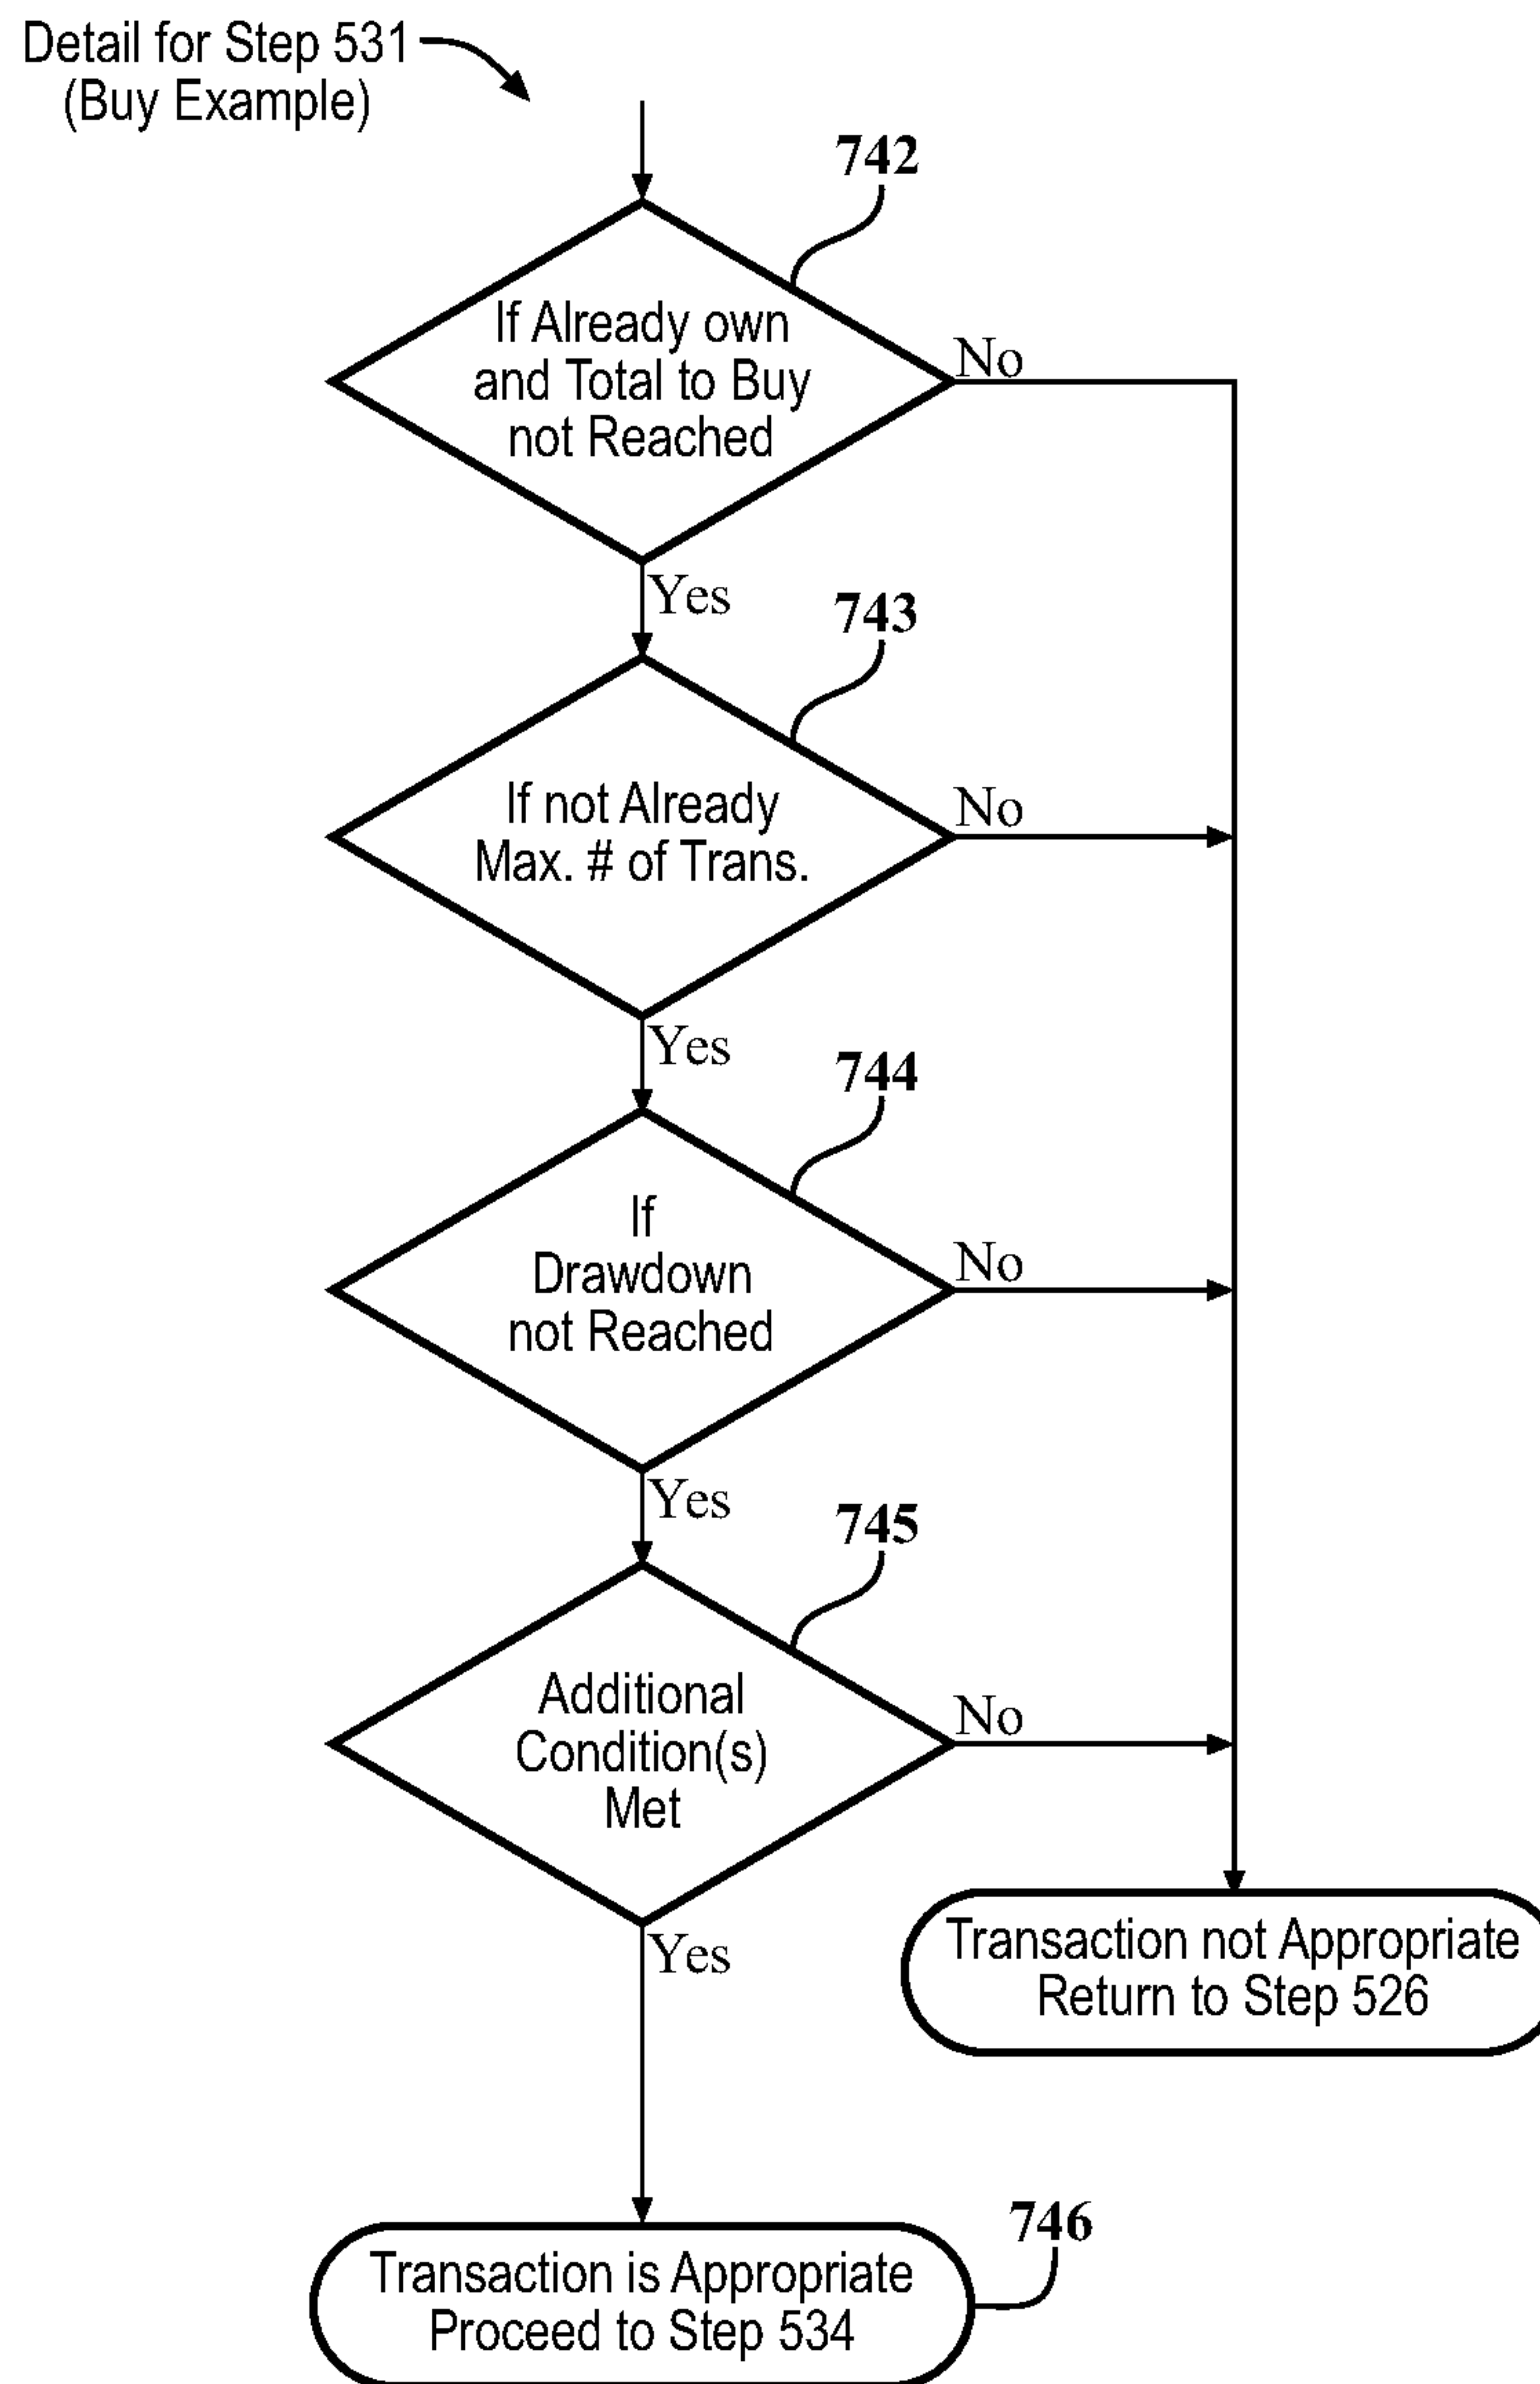 Detail for Step 531
(Buy Example)
742
If Already own
and Total to Buy
not Reached
No
Yes
743
If not Already
Max. # of Trans.
No
Yes
744
If
Drawdown
not Reached
No
Yes
745
Additional
Condition(s)
Met
No
Yes
Transaction not Appropriate
Return to Step 526
746
Transaction is Appropriate
Proceed to Step 534